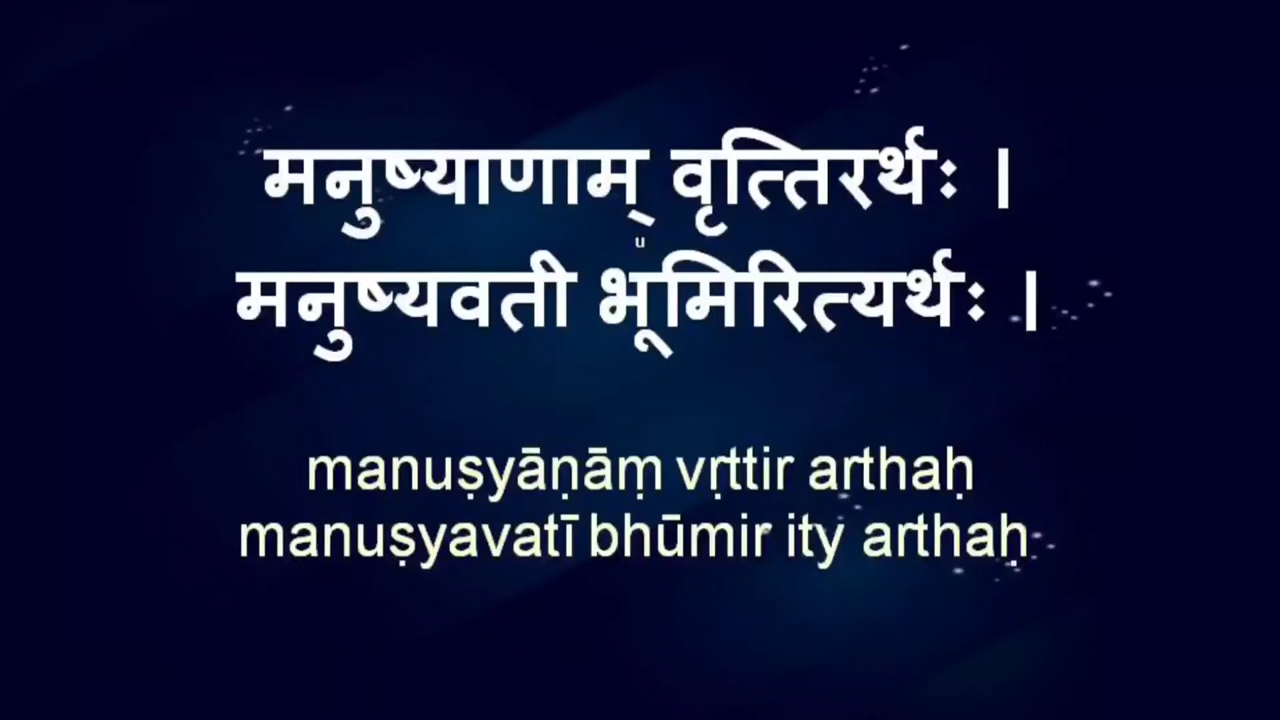 मनुष्याणाम् वृत्तिरर्थः ।
u
मनुष्यवती भूमिरित्यर्थः ।
manuṣyāṇāṃ vṛttir arthaḥ
manuṣyavatī bhūmir ity arthaḥ